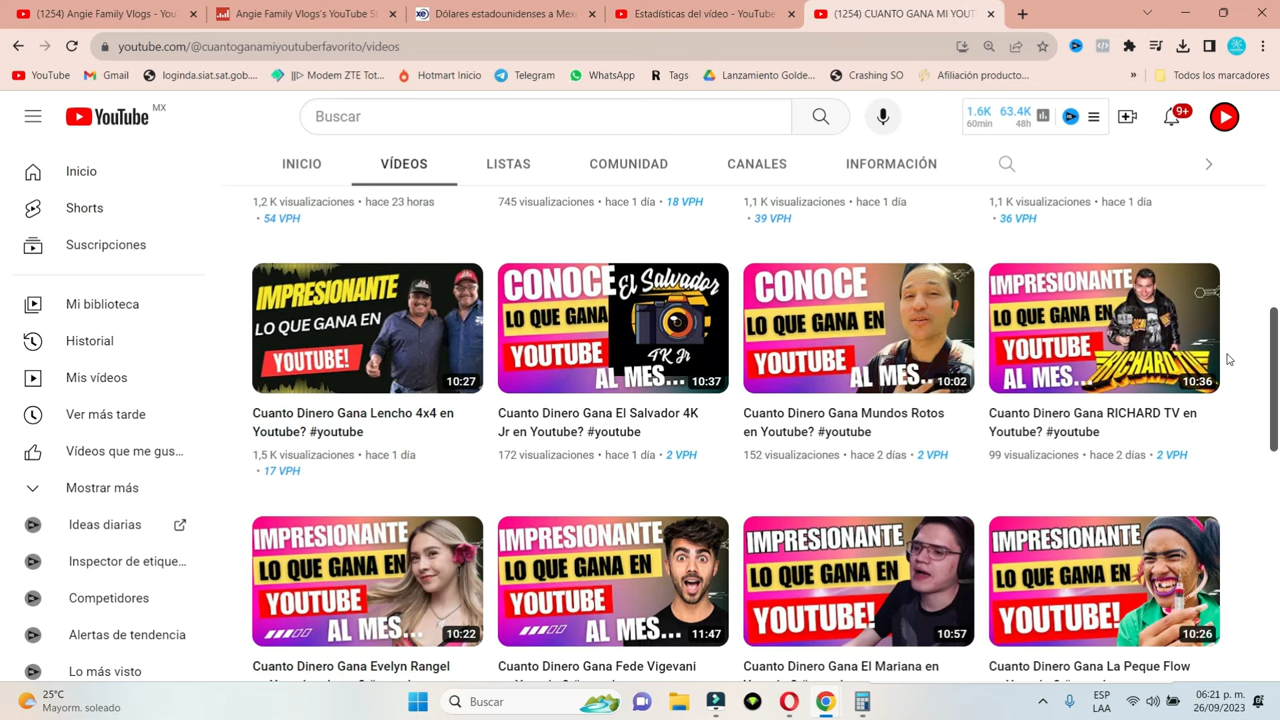 (1254) Angie Family Vlogs - You
Angie Family Vlogs's YouTube S
Dólares estadounidenses a Mex
Estadísticas del vídeo - YouTube
(1254) CUANTO GANA MI YOUT
youtube.com/@cuantoganamiyoutuberfavorito/videos
YouTube
Gmail
loginda.siat.sat.gob....
||▷ Modem ZTE Tot...
Hotmart Inicio
Telegram
WhatsApp
R Tags
Lanzamiento Golde...
Crashing SO
Afiliación producto...
»
Todos los marcadores
YouTube MX
Buscar
1.6K 63.4K
60min 48h
9+
INICIO
VÍDEOS
LISTAS
COMUNIDAD
CANALES
INFORMACIÓN
Inicio
Shorts
Suscripciones
Mi biblioteca
Historial
Mis vídeos
Ver más tarde
Vídeos que me gus...
Mostrar más
Ideas diarias
Inspector de etique...
Competidores
Alertas de tendencia
Lo más visto
1,2 K visualizaciones • hace 23 horas
• 54 VPH
745 visualizaciones • hace 1 día • 18 VPH
1,1 K visualizaciones • hace 1 día
• 39 VPH
1,1 K visualizaciones • hace 1 día
• 36 VPH
IMPRESIONANTE
LO QUE GANA EN
YOUTUBE!
10:27
Cuanto Dinero Gana Lencho 4x4 en
Youtube? #youtube
1,5 K visualizaciones • hace 1 día
• 17 VPH
CONOCE
LO QUE GANA
YOUTUBE
AL MES...
El Salvador
4K Jr
10:37
Cuanto Dinero Gana El Salvador 4K
Jr en Youtube? #youtube
172 visualizaciones • hace 1 día • 2 VPH
CONOCE
LO QUE GANA EN
YOUTUBE
AL MES..
10:02
Cuanto Dinero Gana Mundos Rotos
en Youtube? #youtube
152 visualizaciones • hace 2 días • 2 VPH
IMPRESIONANTE
LO QUE GANA EN
YOUTUBE
AL MES...
RICHARD TV
10:36
Cuanto Dinero Gana RICHARD TV en
Youtube? #youtube
99 visualizaciones • hace 2 días • 2 VPH
IMPRESIONANTE
LO QUE GANA EN
YOUTUBE
AL MES...
10:22
Cuanto Dinero Gana Evelyn Rangel
IMPRESIONANTE
LO QUE GANA EN
YOUTUBE
AL MES...
11:47
Cuanto Dinero Gana Fede Vigevani
IMPRESIONANTE
LO QUE GANA EN
YOUTUBE!
10:57
Cuanto Dinero Gana El Mariana en
IMPRESIONANTE
LO QUE GANA EN
YOUTUBE!
10:26
Cuanto Dinero Gana La Peque Flow
25°C
Mayorm. soleado
Buscar
ESP
LAA
06:21 p. m.
26/09/2023